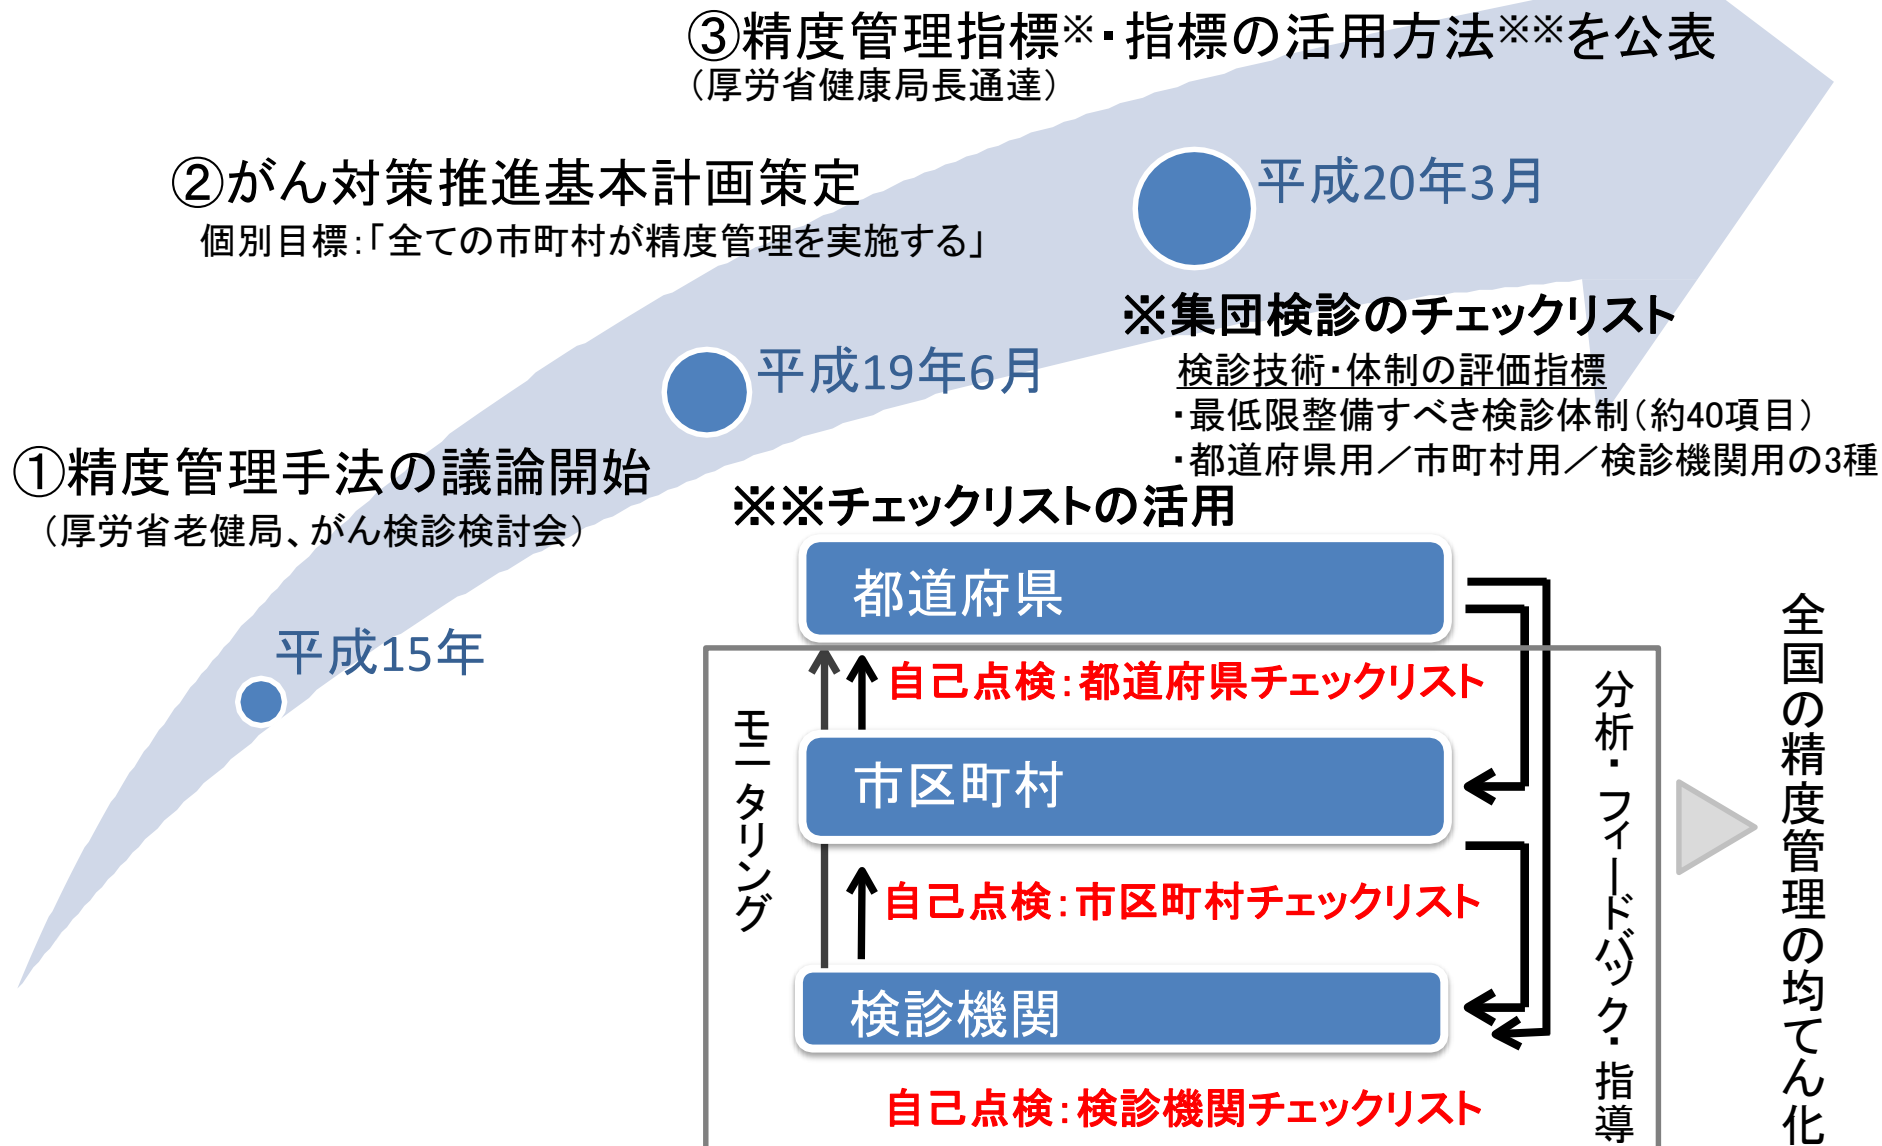 ③精度管理指標※・指標の活用方法※※を公表
（厚労省健康局長通達）
②がん対策推進基本計画策定
個別目標：「全ての市町村が精度管理を実施する」
平成20年3月
※集団検診のチェックリスト
検診技術・体制の評価指標
・最低限整備すべき検診体制（約40項目）
・都道府県用／市町村用／検診機関用の3種
平成19年6月
①精度管理手法の議論開始
（厚労省老健局、がん検診検討会）
平成15年
※※チェックリストの活用
都道府県
自己点検：都道府県チェックリスト
市区町村
自己点検：市区町村チェックリスト
検診機関
自己点検：検診機関チェックリスト
モニタリング
分析・フィードバック・指導
全国の精度管理の均てん化